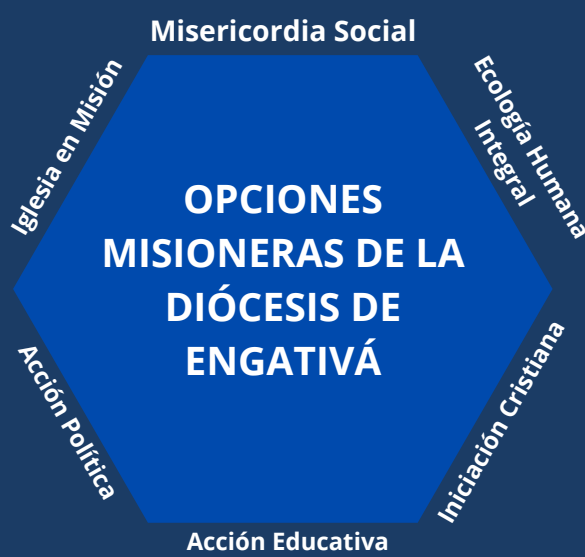 Misericordia Social
Iglesia en Misión
Ecología Humana
Integral
OPCIONES
MISIONERAS DE LA
DIÓCESIS DE
ENGATIVÁ
Acción Política
Iniciación Cristiana
Acción Educativa